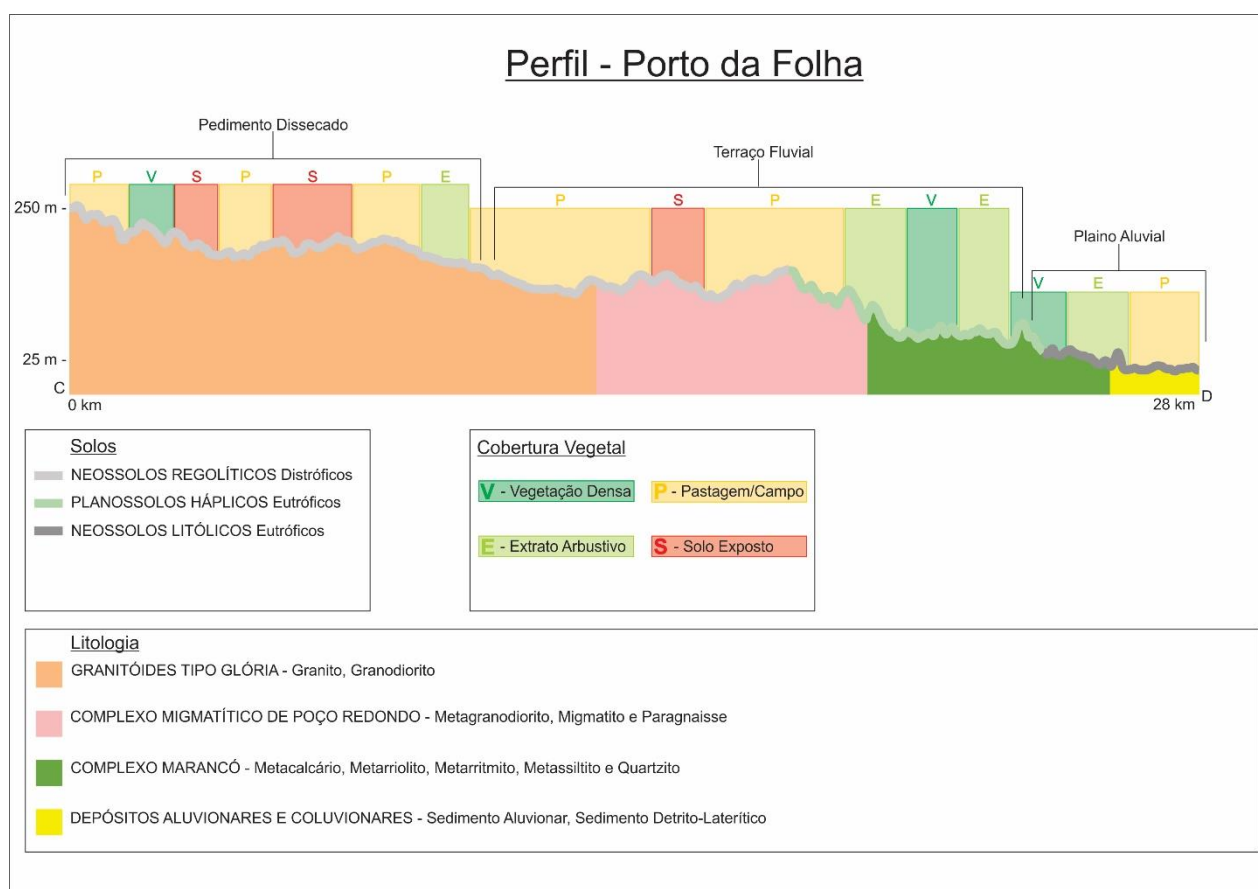 Perfil - Porto da Folha
Pedimento Dissecado
Terraço Fluvial
Plaino Aluvial
P V S P S P E
P S P E V E
V E P
250 m -
25 m -
C
D
0 km
28 km
Solos
NEOSSOLOS REGOLÍTICOS Distróficos
PLANOSSOLOS HÁPLICOS Eutróficos
NEOSSOLOS LITÓLICOS Eutróficos
Cobertura Vegetal
V - Vegetação Densa
P - Pastagem/Campo
E - Extrato Arbustivo
S - Solo Exposto
Litologia
GRANITÓIDES TIPO GLÓRIA - Granito, Granodiorito
COMPLEXO MIGMATÍTICO DE POÇO REDONDO - Metagranodiorito, Migmatito e Paragnaisse
COMPLEXO MARANCÓ - Metacalcário, Metarriolito, Metarritmito, Metassiltito e Quartzito
DEPÓSITOS ALUVIONARES E COLUVIONARES - Sedimento Aluvionar, Sedimento Detrito-Laterítico